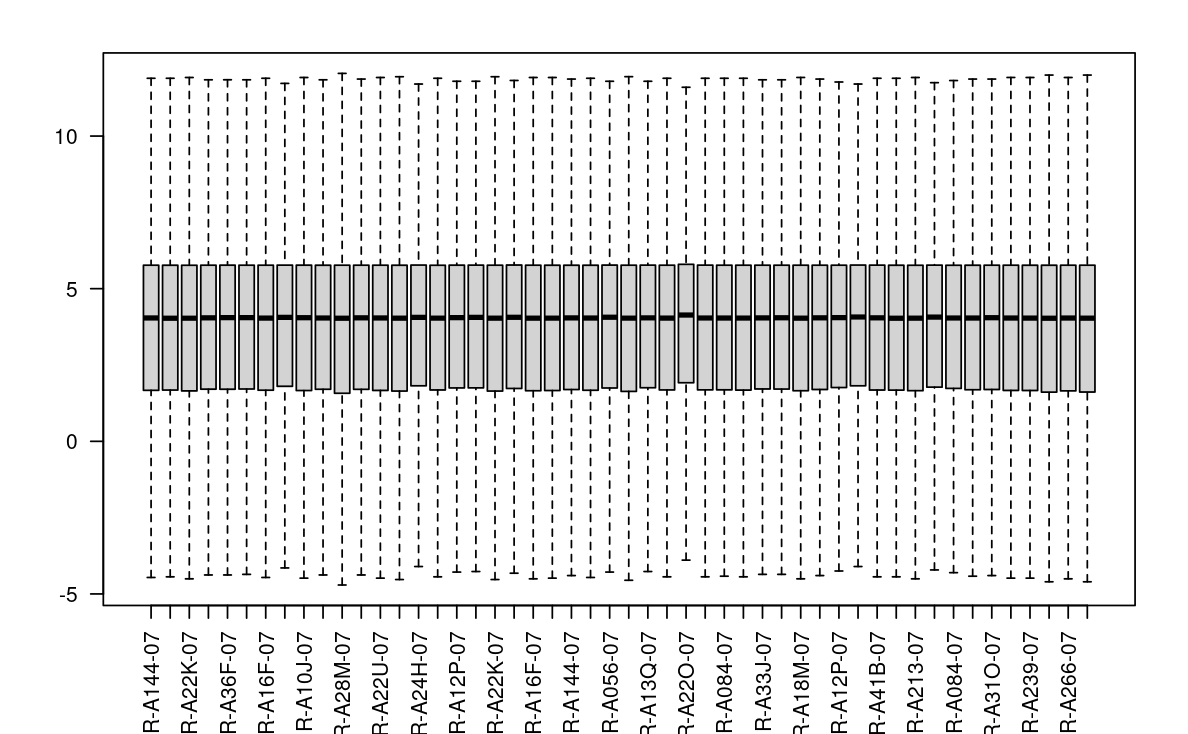 10
5
0
-5
R-A144-07
R-A22K-07
R-A36F-07
R-A16F-07
R-A10J-07
R-A28M-07
R-A22U-07
R-A24H-07
R-A12P-07
R-A22K-07
R-A16F-07
R-A144-07
R-A056-07
R-A13Q-07
R-A22O-07
R-A084-07
R-A33J-07
R-A18M-07
R-A12P-07
R-A41B-07
R-A213-07
R-A084-07
R-A31O-07
R-A239-07
R-A266-07